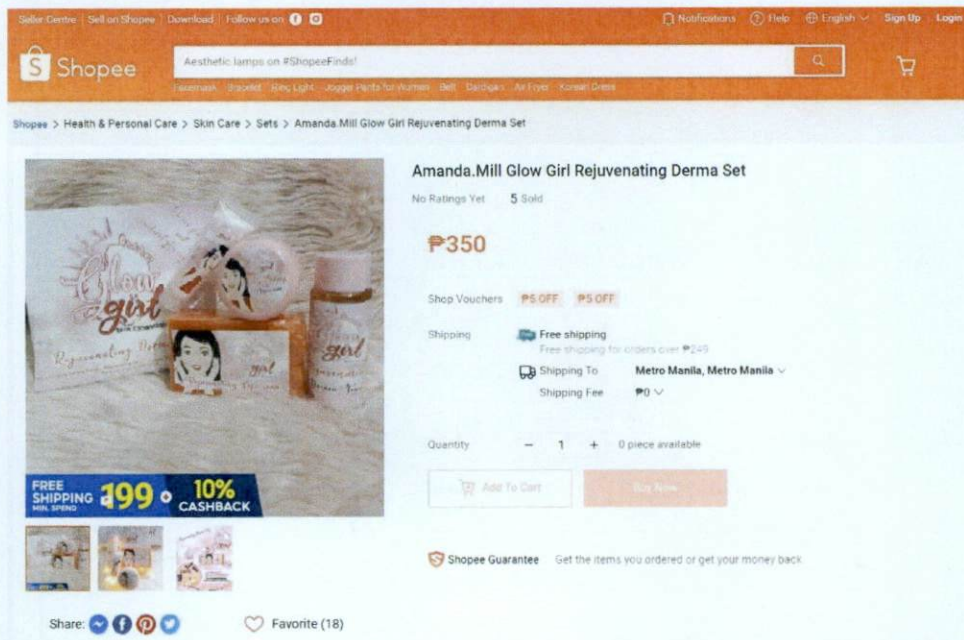 Seller Centre | Sell on Shopee | Download | Follow us on
Notifications Help English Sign Up Login
S Shopee
Aesthetic lamps on #ShopeeFinds!
Facemask Bracelet Ring Light Jogger Pants for Women Belt Cardigan Air Fryer Korean Dress
Shopee > Health & Personal Care > Skin Care > Sets > Amanda.Mill Glow Girl Rejuvenating Derma Set
Amanda.Mill Glow Girl Rejuvenating Derma Set
No Ratings Yet 5 Sold
₱350
Shop Vouchers ₱5 OFF ₱5 OFF
Shipping Free shipping
Free shipping for orders over ₱249
Shipping To Metro Manila, Metro Manila
Shipping Fee ₱0
Quantity − 1 + 0 piece available
Add To Cart Buy Now
Glow
girl
Rejuvenating
girl
girl
FREE
SHIPPING ₱199 + 10%
MIN. SPEND CASHBACK
Shopee Guarantee Get the items you ordered or get your money back
Share: Favorite (18)